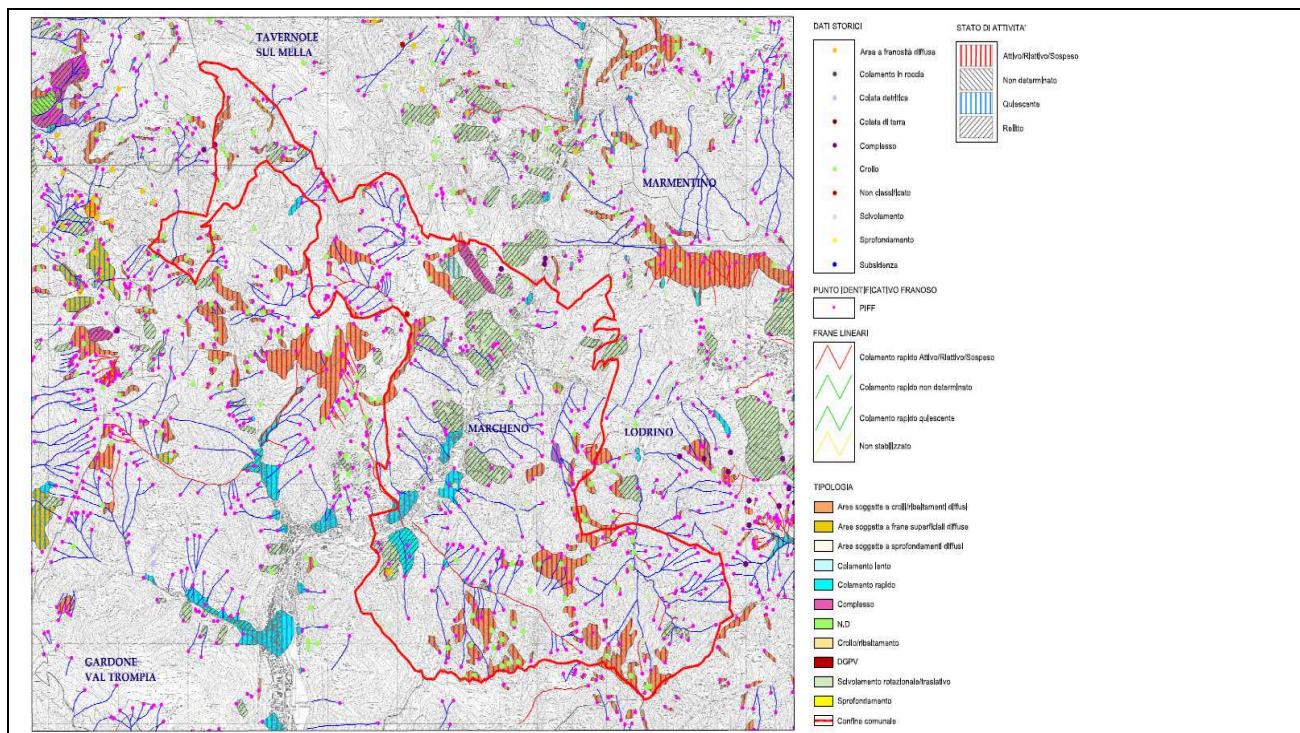 TAVERNOLE
SUL MELLA
MARMENTINO
MARCHENO
LODRINO
GARDONE
VAL TROMPIA
DATI STORICI
Area a franosità diffusa
Colamento in roccia
Colata detritica
Colata di terra
Complesso
Crollo
Non classificato
Scivolamento
Sprofondamento
Subsidenza
PUNTO IDENTIFICATIVO FRANOSO
PIFF
FRANE LINEARI
Colamento rapido Attivo/Riattivo/Sospeso
Colamento rapido non determinato
Colamento rapido quiescente
Non stabilizzato
TIPOLOGIA
Aree soggette a crolli/ribaltamenti diffusi
Aree soggette a frane superficiali diffuse
Aree soggette a sprofondamenti diffusi
Colamento lento
Colamento rapido
Complesso
N.D
Crollo/ribaltamento
DGPV
Scivolamento rotazionale/traslativo
Sprofondamento
Confine comunale
STATO DI ATTIVITA'
Attivo/Riattivo/Sospeso
Non determinato
Quiescente
Relitto